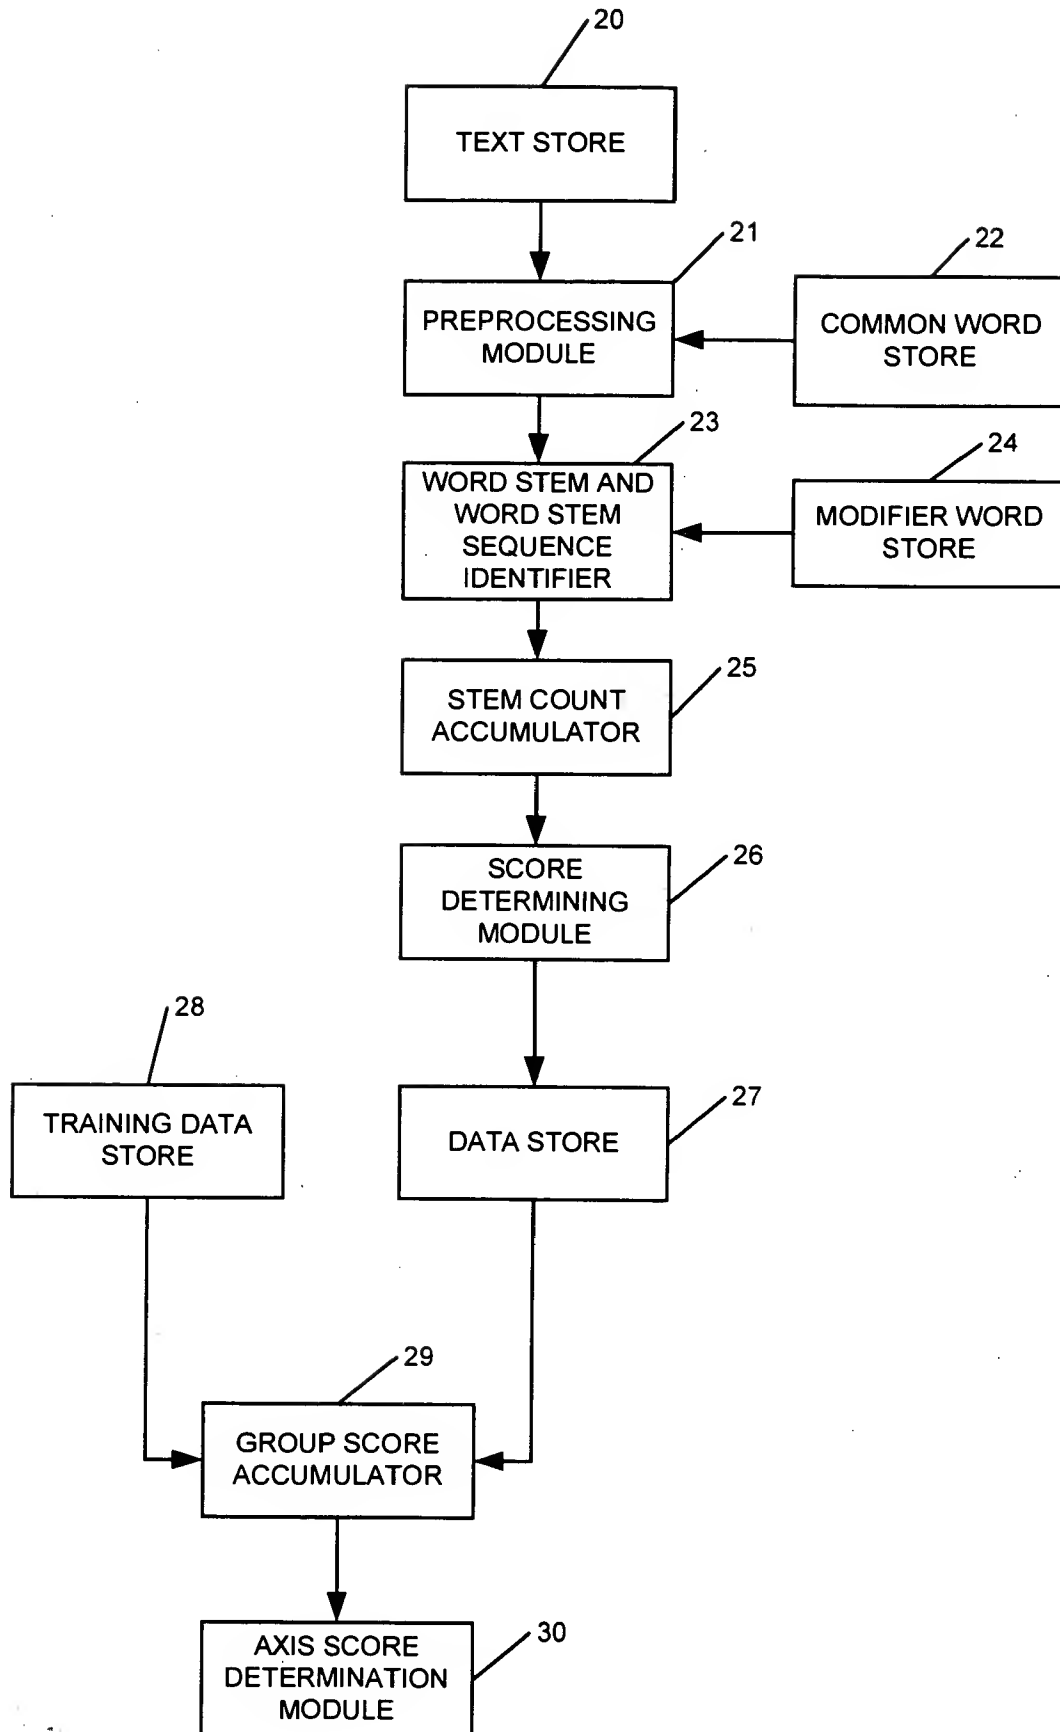 20
TEXT STORE
21
PREPROCESSING
MODULE
22
COMMON WORD
STORE
23
WORD STEM AND
WORD STEM
SEQUENCE
IDENTIFIER
24
MODIFIER WORD
STORE
25
STEM COUNT
ACCUMULATOR
26
SCORE
DETERMINING
MODULE
28
TRAINING DATA
STORE
27
DATA STORE
29
GROUP SCORE
ACCUMULATOR
30
AXIS SCORE
DETERMINATION
MODULE